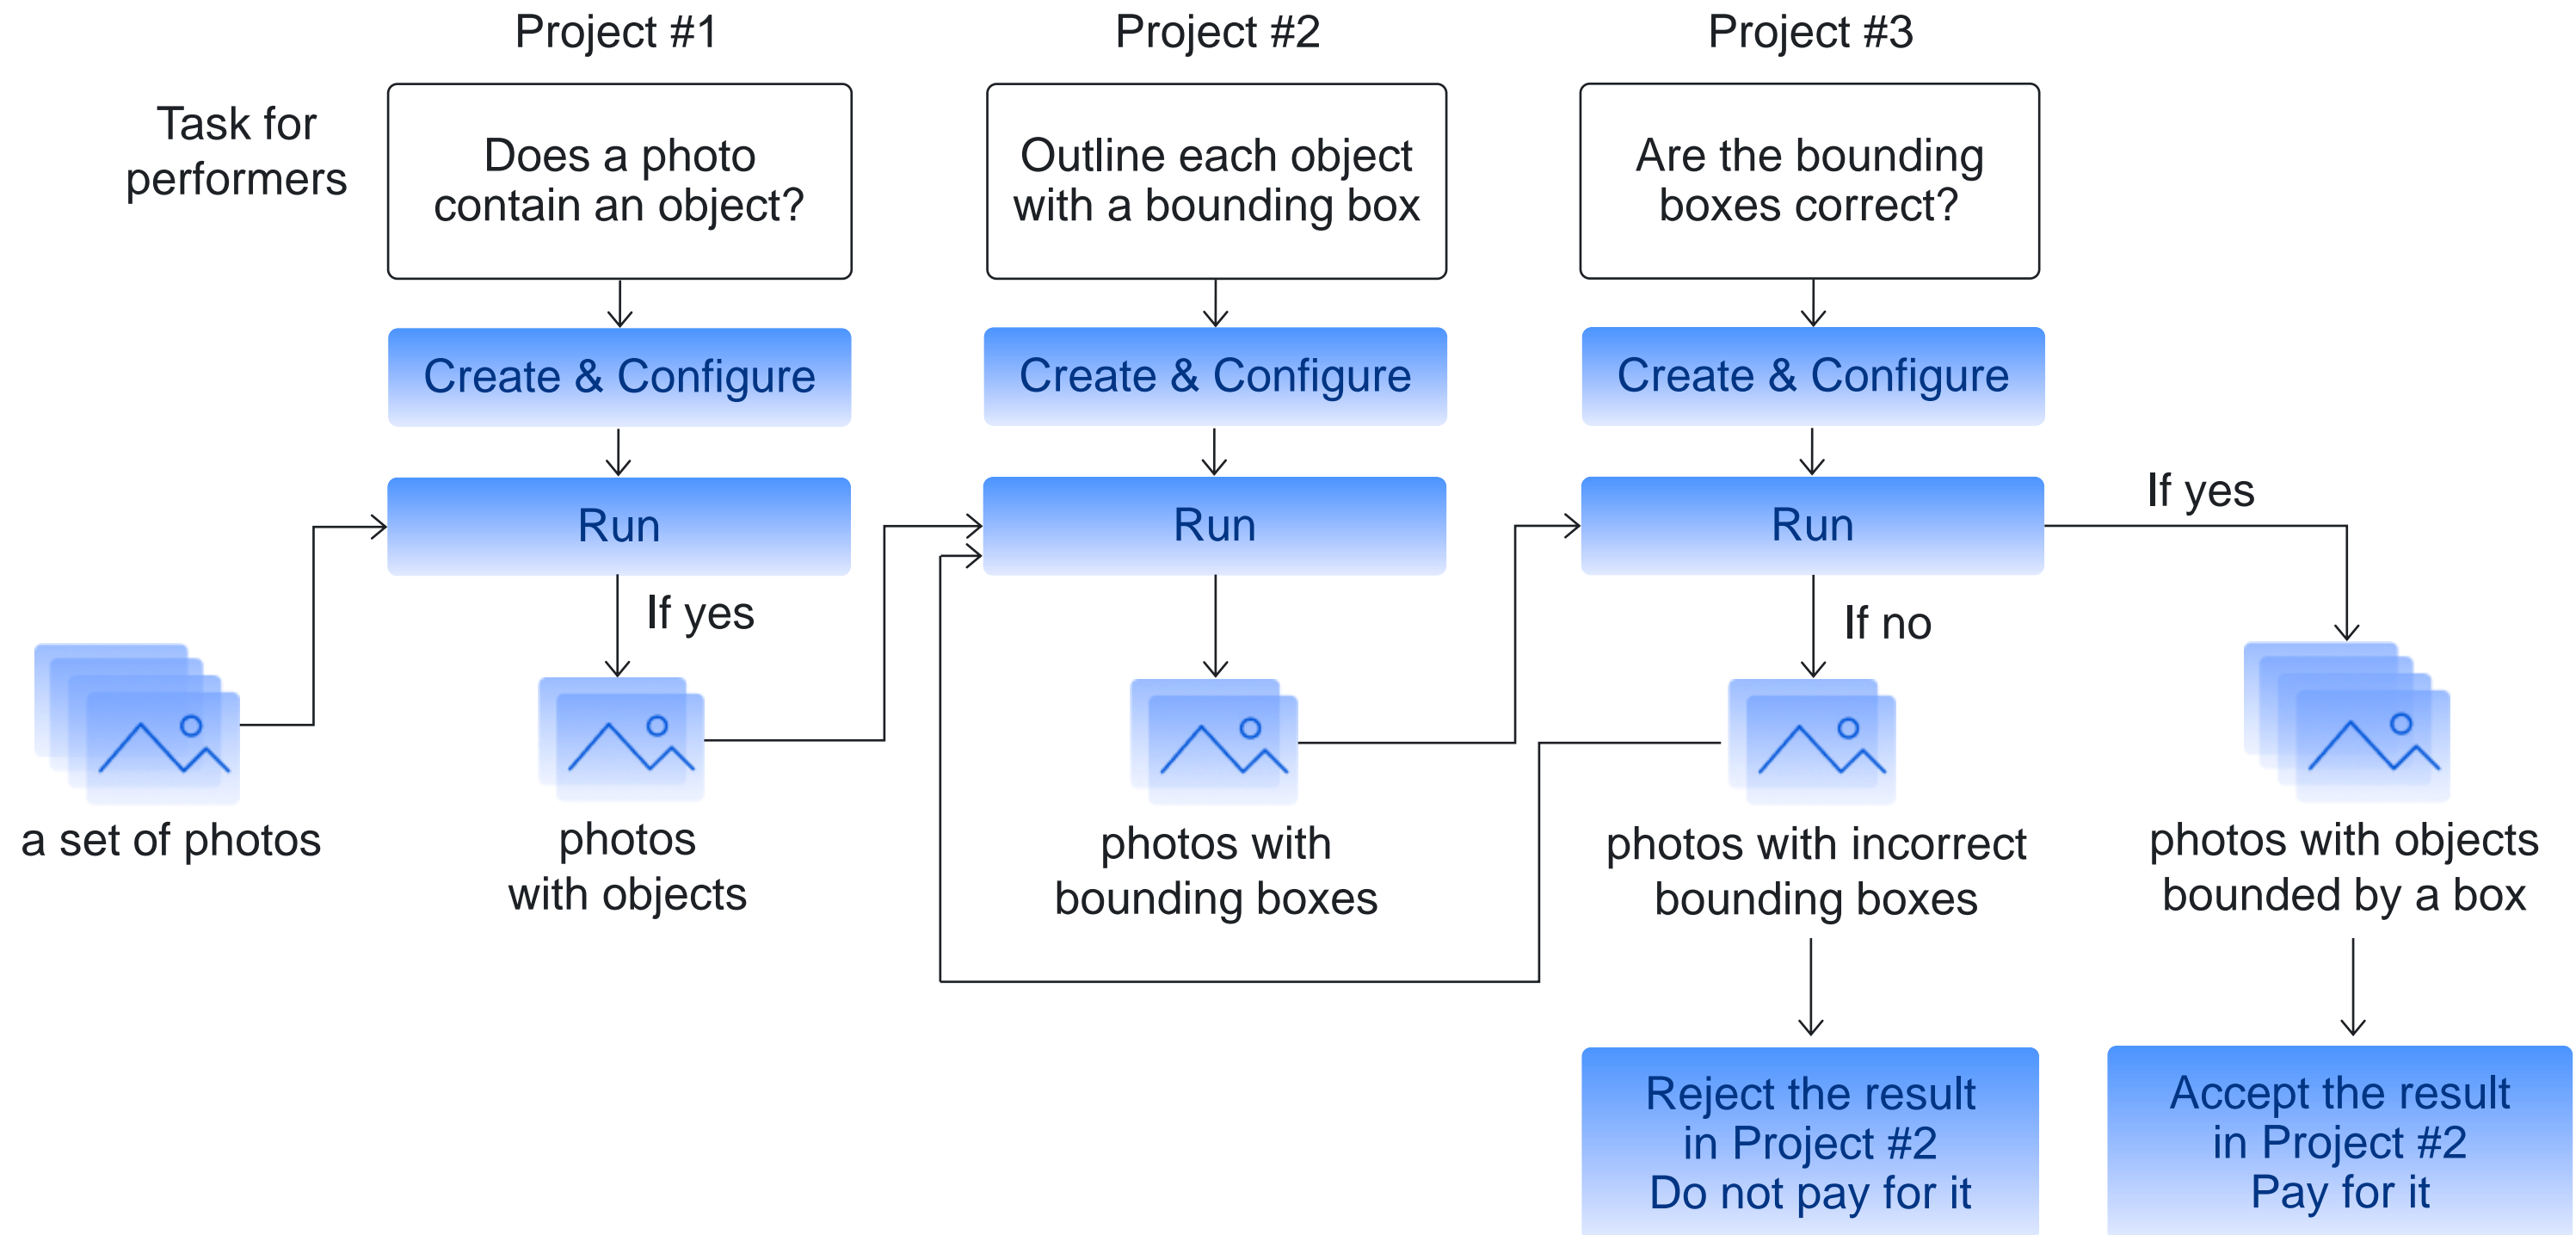 Project #1
Project #2
Project #3
Task for
performers
Does a photo
contain an object?
Outline each object
with a bounding box
Are the bounding
boxes correct?
Create & Configure
Create & Configure
Create & Configure
Run
Run
Run
If yes
If yes
If no
a set of photos
photos
with objects
photos with
bounding boxes
photos with incorrect
bounding boxes
photos with objects
bounded by a box
Reject the result
in Project #2
Do not pay for it
Accept the result
in Project #2
Pay for it